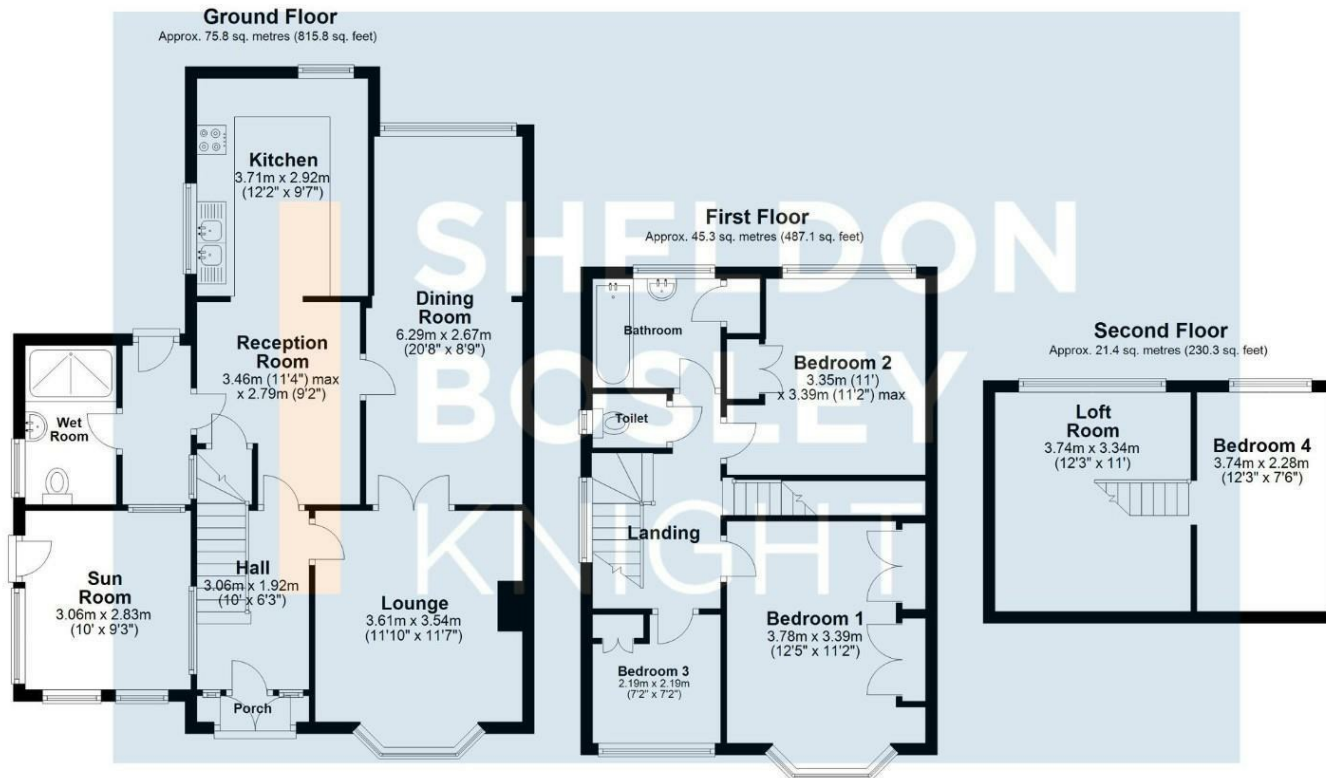 Ground Floor
Approx. 75.8 sq. metres (815.8 sq. feet)
Kitchen
3.71m x 2.92m
(12'2" x 9'7")
Dining
Room
6.29m x 2.67m
(20'8" x 8'9")
Reception
Room
3.46m (11'4") max
x 2.79m (9'2")
Wet
Room
Sun
Room
3.06m x 2.83m
(10' x 9'3")
Hall
3.06m x 1.92m
(10' x 6'3")
Lounge
3.61m x 3.54m
(11'10" x 11'7")
Porch
First Floor
Approx. 45.3 sq. metres (487.1 sq. feet)
Bathroom
Bedroom 2
3.35m (11')
x 3.39m (11'2") max
Toilet
Landing
Bedroom 1
3.78m x 3.39m
(12'5" x 11'2")
Bedroom 3
2.19m x 2.19m
(7'2" x 7'2")
Second Floor
Approx. 21.4 sq. metres (230.3 sq. feet)
Loft
Room
3.74m x 3.34m
(12'3" x 11')
Bedroom 4
3.74m x 2.28m
(12'3" x 7'6")
SHELDON
BOSLEY
KNIGHT